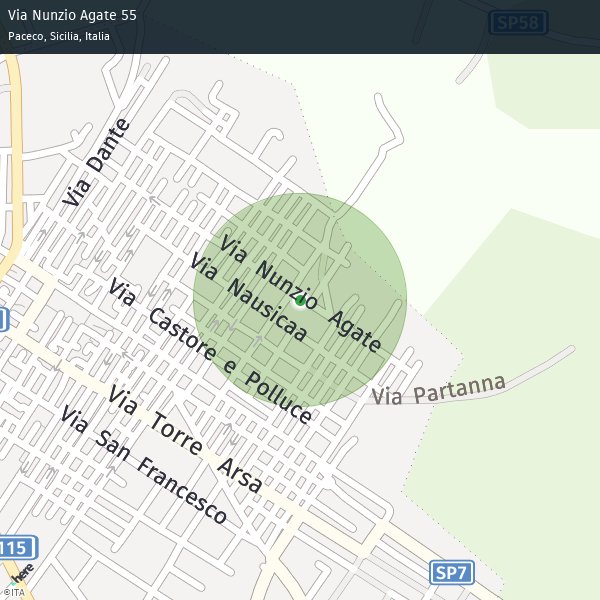 Via Nunzio Agate 55
Paceco, Sicilia, Italia
SP58
Via Dante
Via Nunzio Agate
Via Nausicaa
Via Castore e Polluce
Via Partanna
Via Torre Arsa
Via San Francesco
115
SP7
here
©ITA